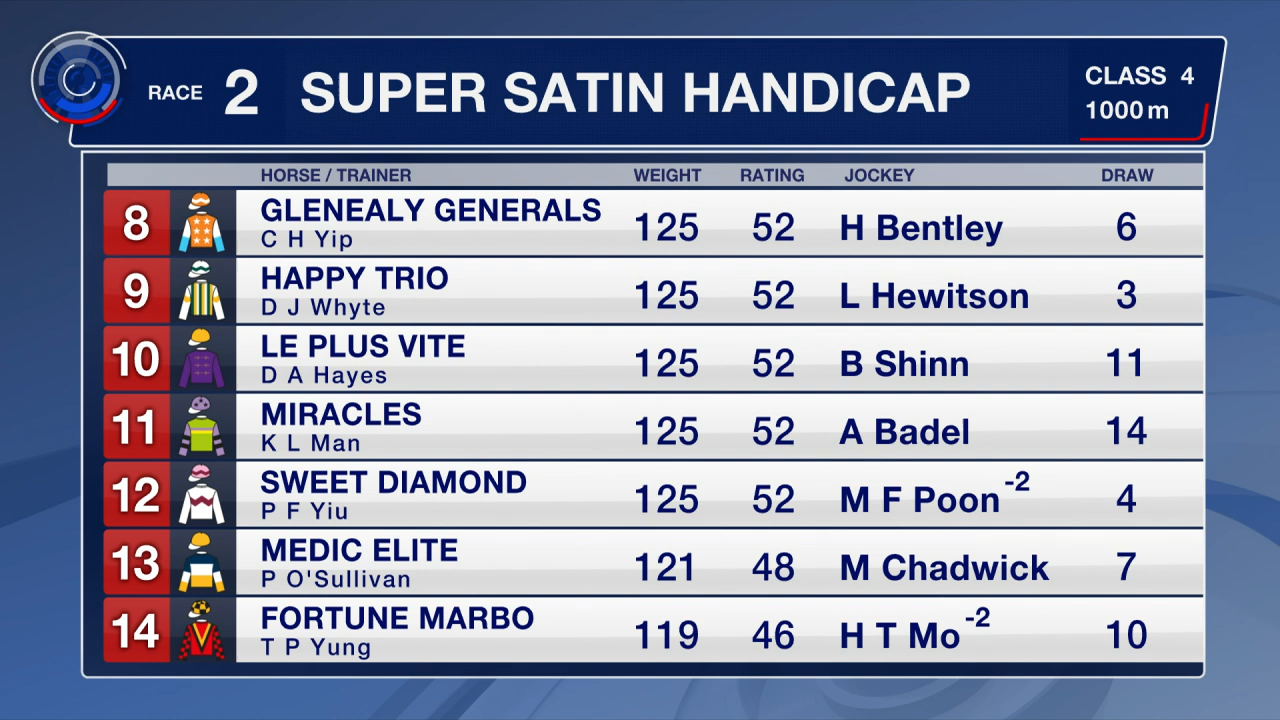 RACE 2 SUPER SATIN HANDICAP CLASS 4
1000 m
HORSE / TRAINER WEIGHT RATING JOCKEY DRAW
8 GLENEALY GENERALS 125 52 H Bentley 6
C H Yip
9 HAPPY TRIO 125 52 L Hewitson 3
D J Whyte
10 LE PLUS VITE 125 52 B Shinn 11
D A Hayes
11 MIRACLES 125 52 A Badel 14
K L Man
12 SWEET DIAMOND 125 52 M F Poon -2 4
P F Yiu
13 MEDIC ELITE 121 48 M Chadwick 7
P O'Sullivan
14 FORTUNE MARBO 119 46 H T Mo -2 10
T P Yung